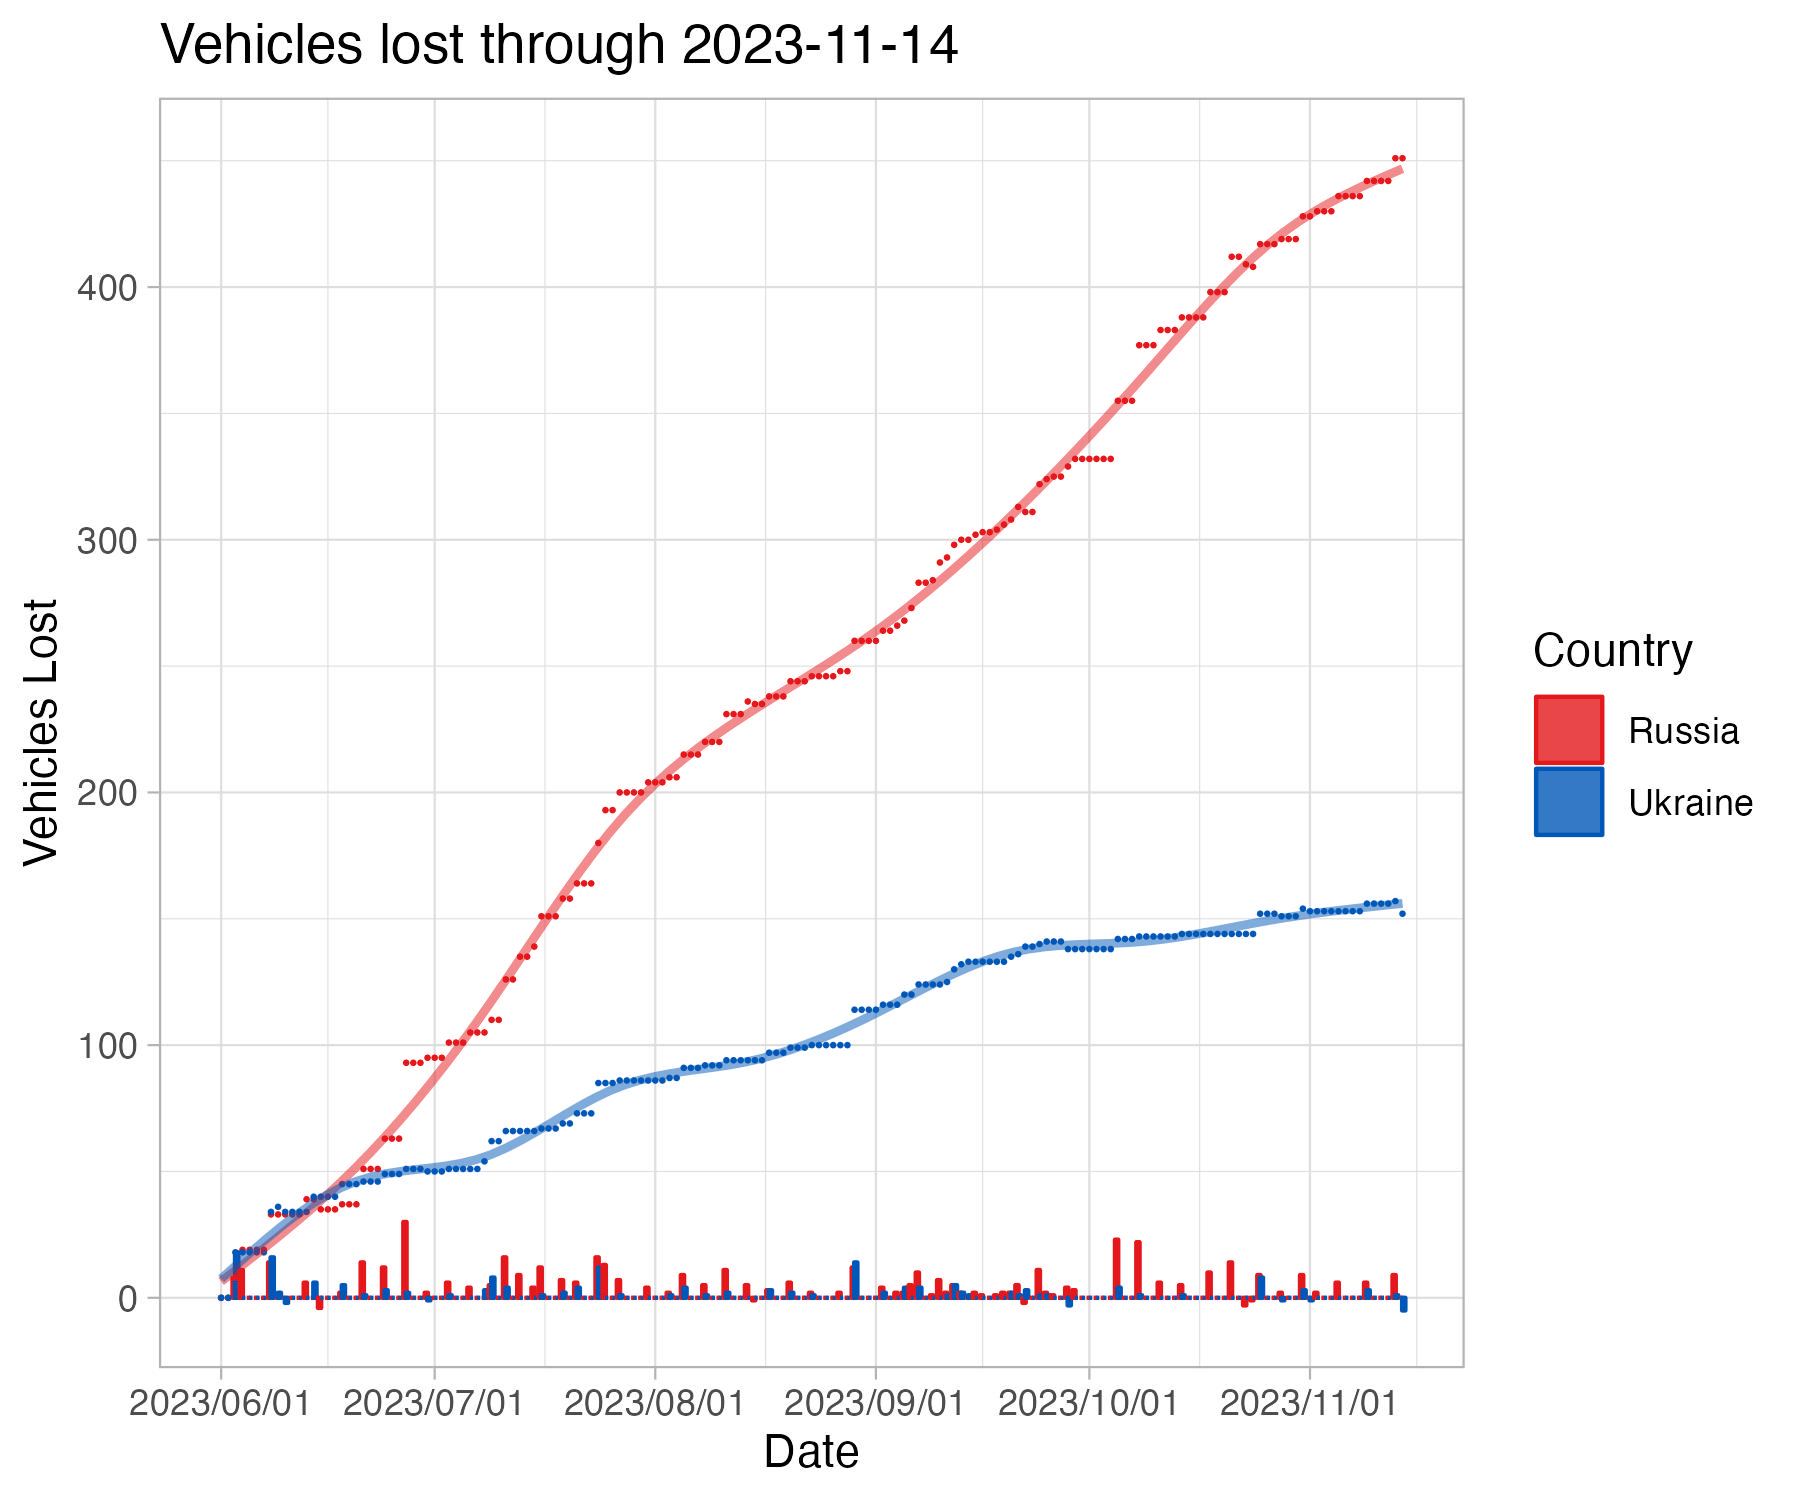 Vehicles lost through 2023-11-14
Vehicles Lost
400
300
200
100
0
2023/06/01 2023/07/01 2023/08/01 2023/09/01 2023/10/01 2023/11/01
Date
Country
Russia
Ukraine